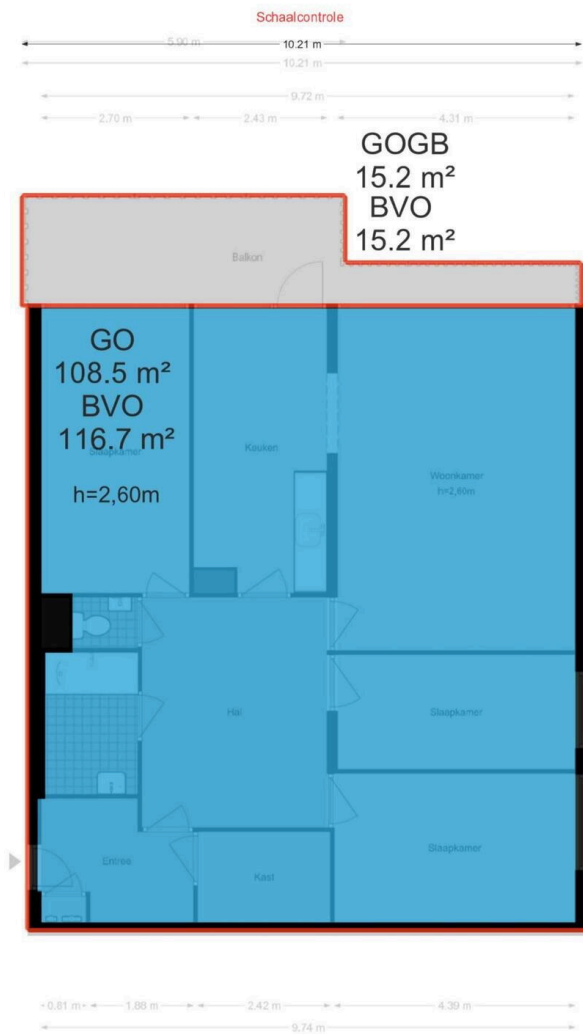 Schaalcontrole
5.90 m
10.21 m
10.21 m
9.72 m
2.70 m
2.43 m
4.31 m
GOGB
15.2 m²
BVO
15.2 m²
Balkon
GO
108.5 m²
BVO
116.7 m²
Slaapkamer
h=2,60m
Keuken
Woonkamer
h=2,60m
Hal
Slaapkamer
Slaapkamer
Entree
Kast
0.81 m
1.88 m
2.42 m
4.39 m
9.74 m